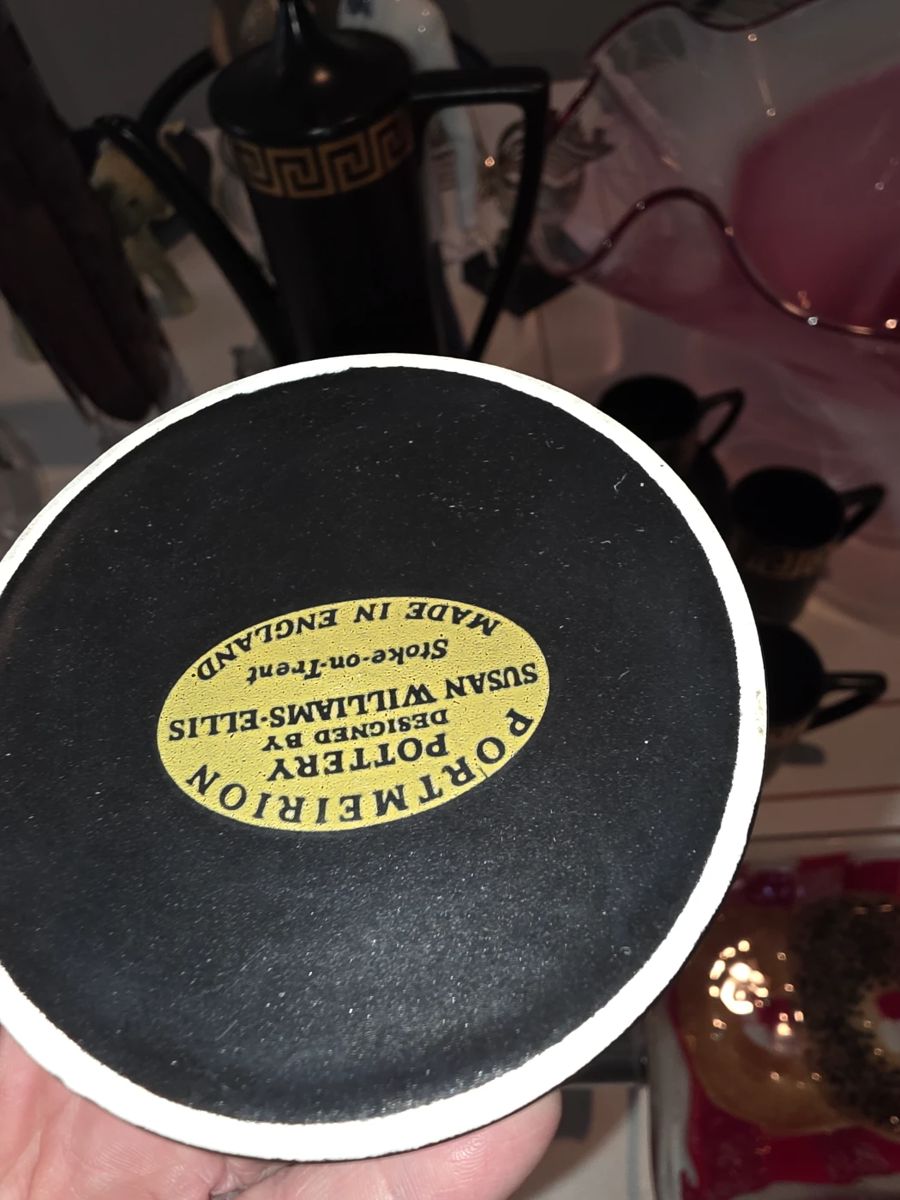 PORTMEIRION
POTTERY
DESIGNED BY
SUSAN WILLIAMS-ELLIS
Stoke-on-Trent
MADE IN ENGLAND